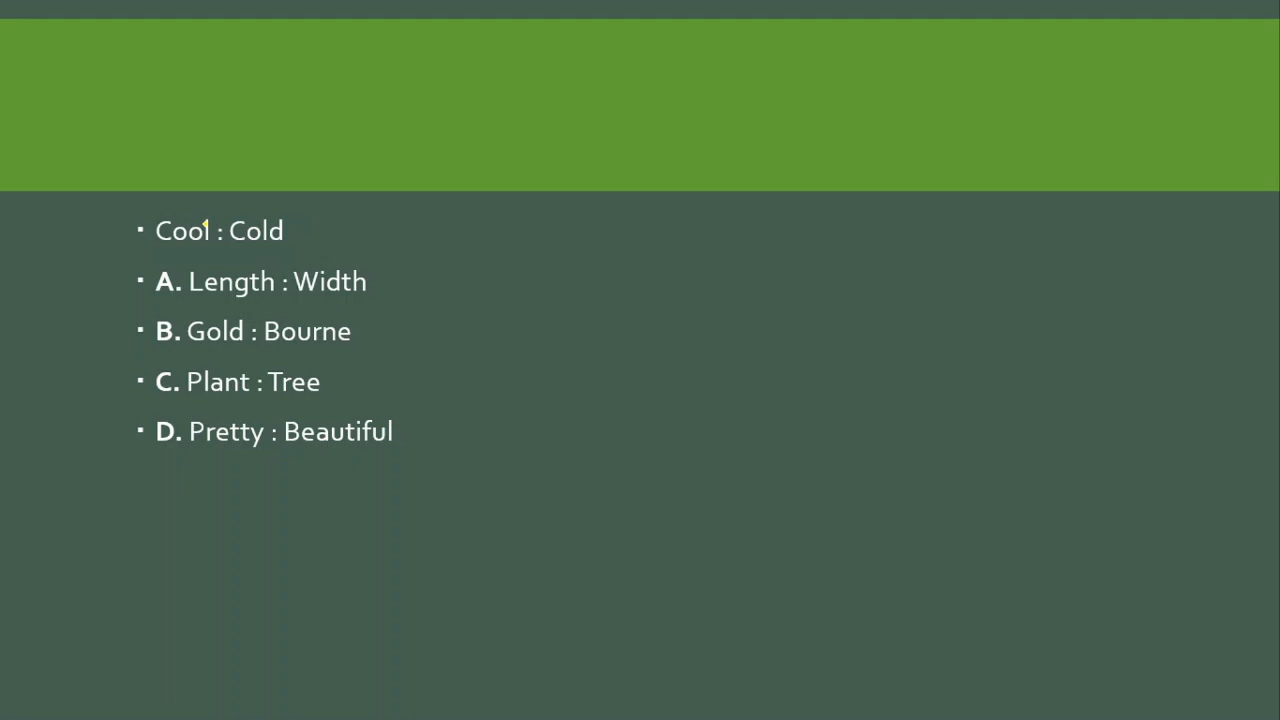 ▪ Cool : Cold
▪ A. Length : Width
▪ B. Gold : Bourne
▪ C. Plant : Tree
▪ D. Pretty : Beautiful